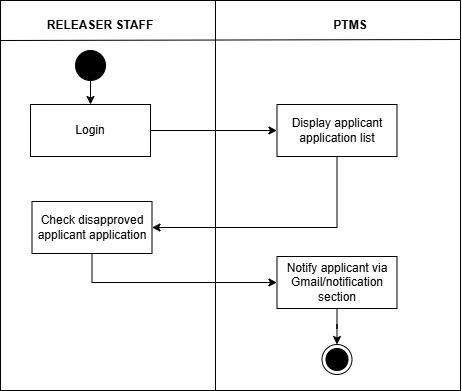 RELEASER STAFF
PTMS
Login
Display applicant
application list
Check disapproved
applicant application
Notify applicant via
Gmail/notification
section